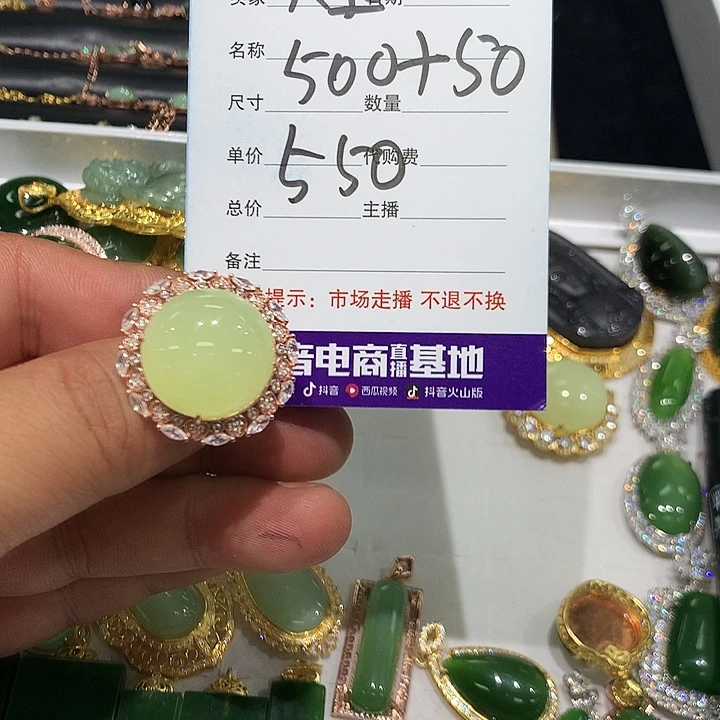 名称 500+50
尺寸 数量
单价 550 代购费
总价 主播
备注
提示：市场走播 不退不换
音电商直播基地
抖音 西瓜视频 抖音火山版